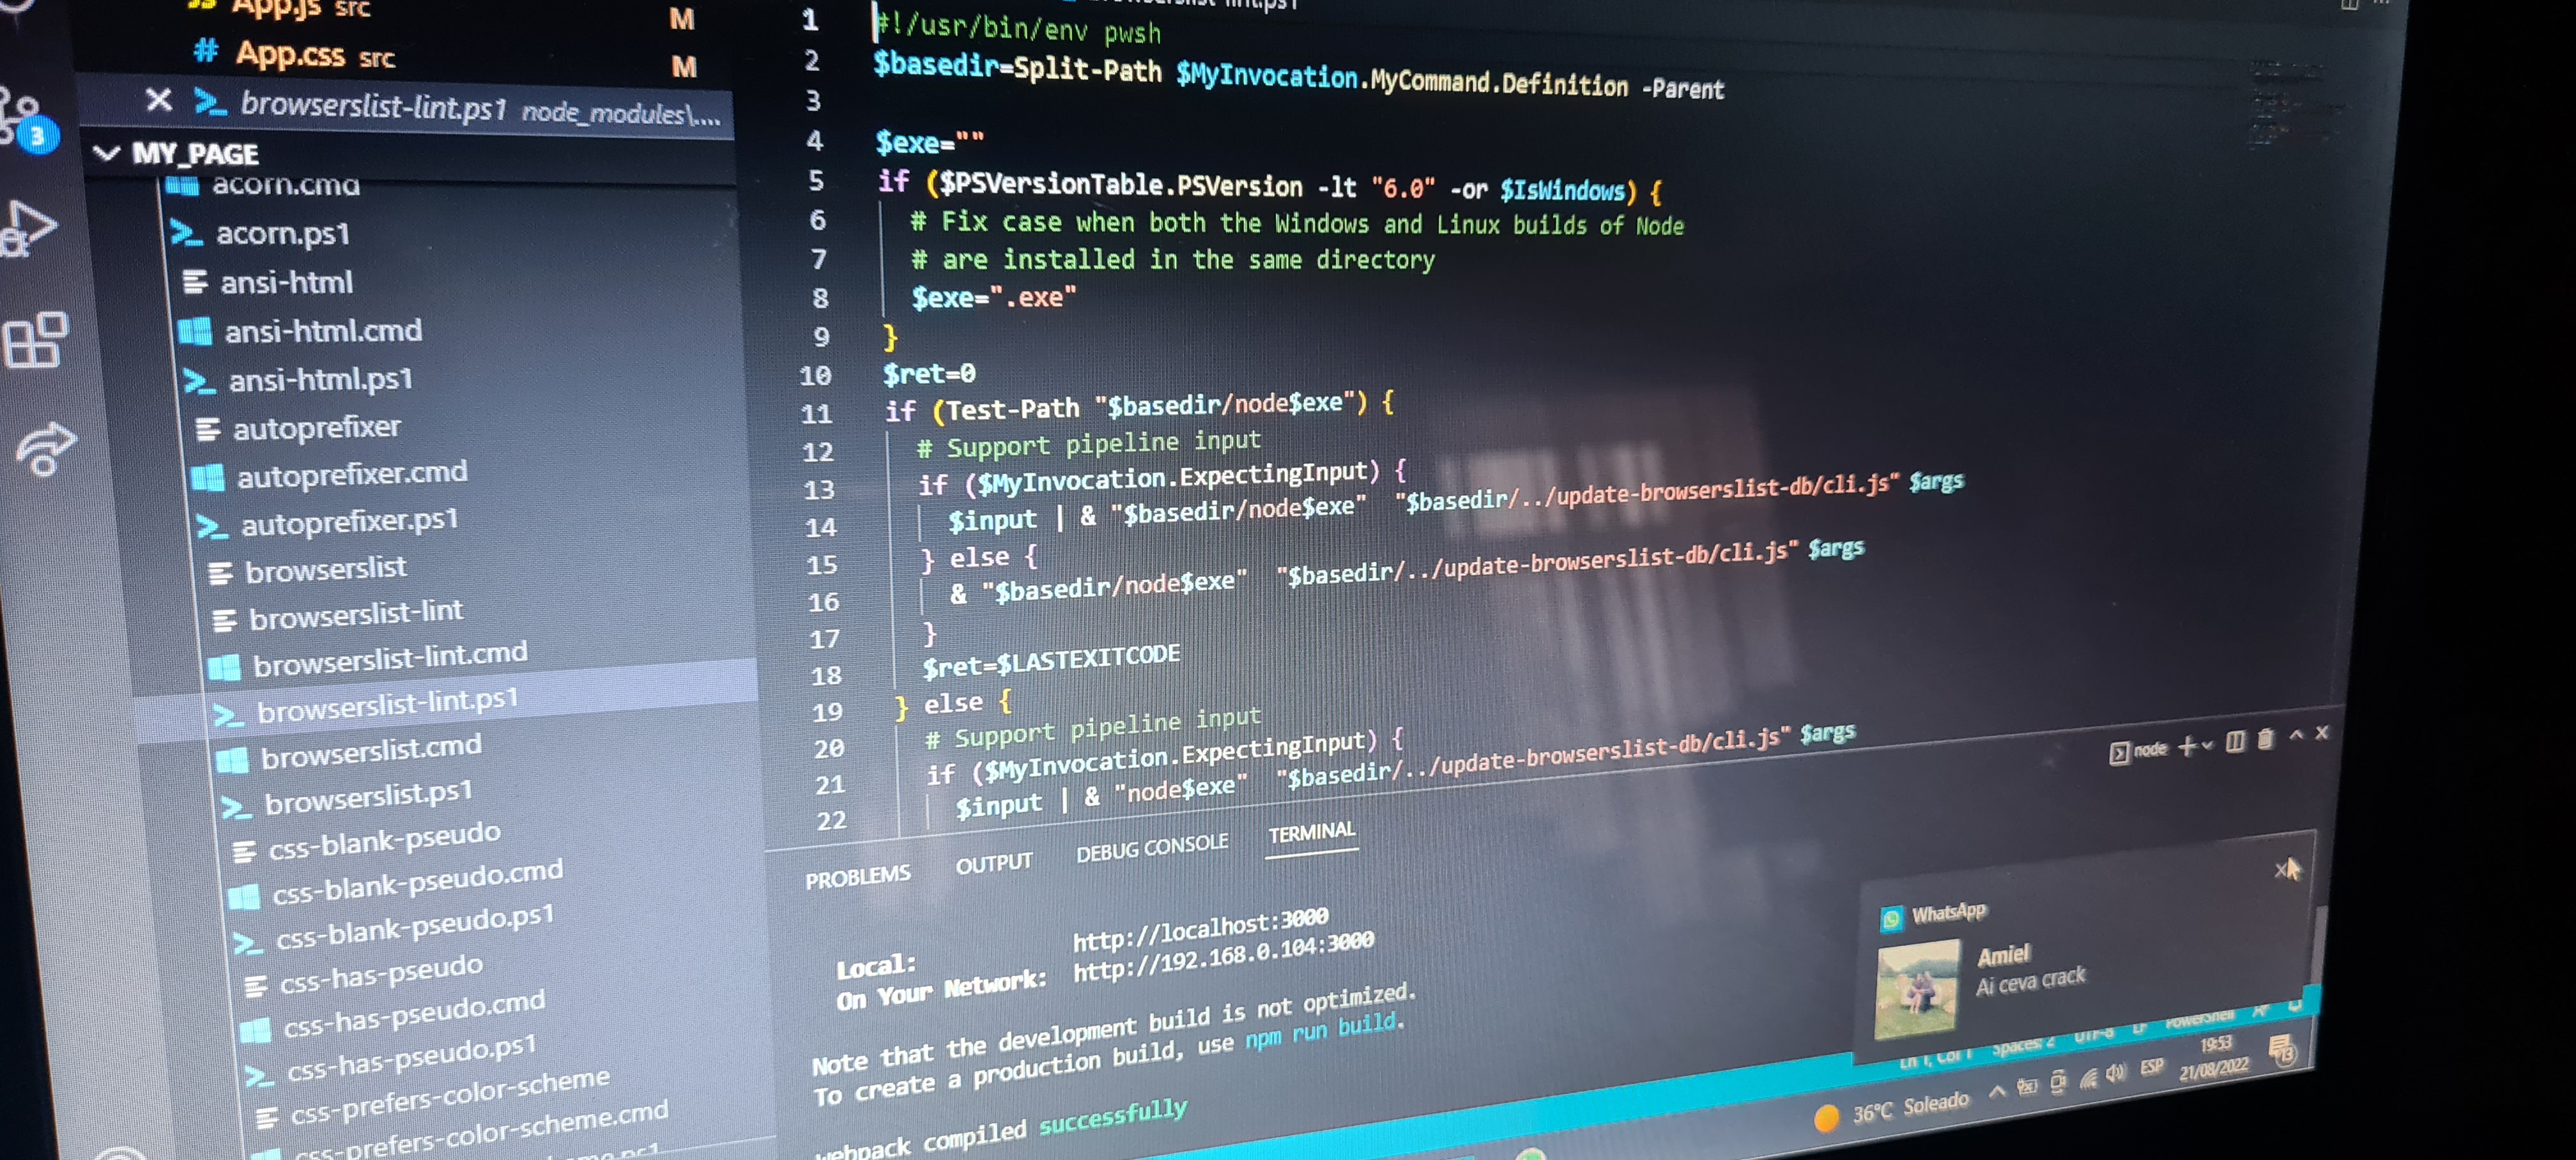 App.js src M
# App.css src M
browserslist-lint.ps1 node_modules\....
3
MY_PAGE
acorn.cmd
acorn.ps1
ansi-html
ansi-html.cmd
ansi-html.ps1
autoprefixer
autoprefixer.cmd
autoprefixer.ps1
browserslist
browserslist-lint
browserslist-lint.cmd
browserslist-lint.ps1
browserslist.cmd
browserslist.ps1
css-blank-pseudo
css-blank-pseudo.cmd
css-blank-pseudo.ps1
css-has-pseudo
css-has-pseudo.cmd
css-has-pseudo.ps1
css-prefers-color-scheme
css-prefers-color-scheme.cmd
browserslist-lint.ps1
1 #!/usr/bin/env pwsh
2 $basedir=Split-Path $MyInvocation.MyCommand.Definition -Parent
3
4 $exe=""
5 if ($PSVersionTable.PSVersion -lt "6.0" -or $IsWindows) {
6 # Fix case when both the Windows and Linux builds of Node
7 # are installed in the same directory
8 $exe=".exe"
9 }
10 $ret=0
11 if (Test-Path "$basedir/node$exe") {
12 # Support pipeline input
13 if ($MyInvocation.ExpectingInput) {
14 $input | & "$basedir/node$exe" "$basedir/../update-browserslist-db/cli.js" $args
15 } else {
16 & "$basedir/node$exe" "$basedir/../update-browserslist-db/cli.js" $args
17 }
18 $ret=$LASTEXITCODE
19 } else {
20 # Support pipeline input
21 if ($MyInvocation.ExpectingInput) {
22 $input | & "node$exe" "$basedir/../update-browserslist-db/cli.js" $args
PROBLEMS OUTPUT DEBUG CONSOLE TERMINAL
node
Local: http://localhost:3000
On Your Network: http://192.168.0.104:3000
Note that the development build is not optimized.
To create a production build, use npm run build.
webpack compiled successfully
WhatsApp
Amiel
Ai ceva crack
Ln 1, Col 1 Spaces: 2 UTF-8 LF PowerShell
36°C Soleado ESP
19:53
21/08/2022
13